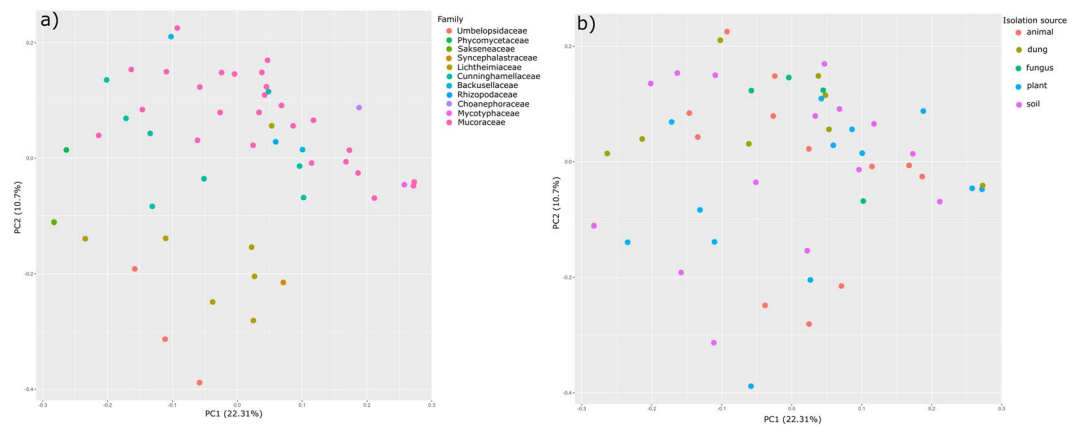 a)
Family
Umbelopsidaceae
Phycomycetaceae
Sakseneaceae
Syncephalastraceae
Lichtheimiaceae
Cunninghamellaceae
Backusellaceae
Rhizopodaceae
Choanephoraceae
Mycotyphaceae
Mucoraceae
PC2 (10.7%)
0.2
0.0
-0.2
-0.4
-0.3
-0.2
-0.1
0.0
0.1
0.2
0.3
PC1 (22.31%)
b)
Isolation source
animal
dung
fungus
plant
soil
PC2 (10.7%)
0.2
0.0
-0.2
-0.4
-0.3
-0.2
-0.1
0.0
0.1
0.2
0.3
PC1 (22.31%)